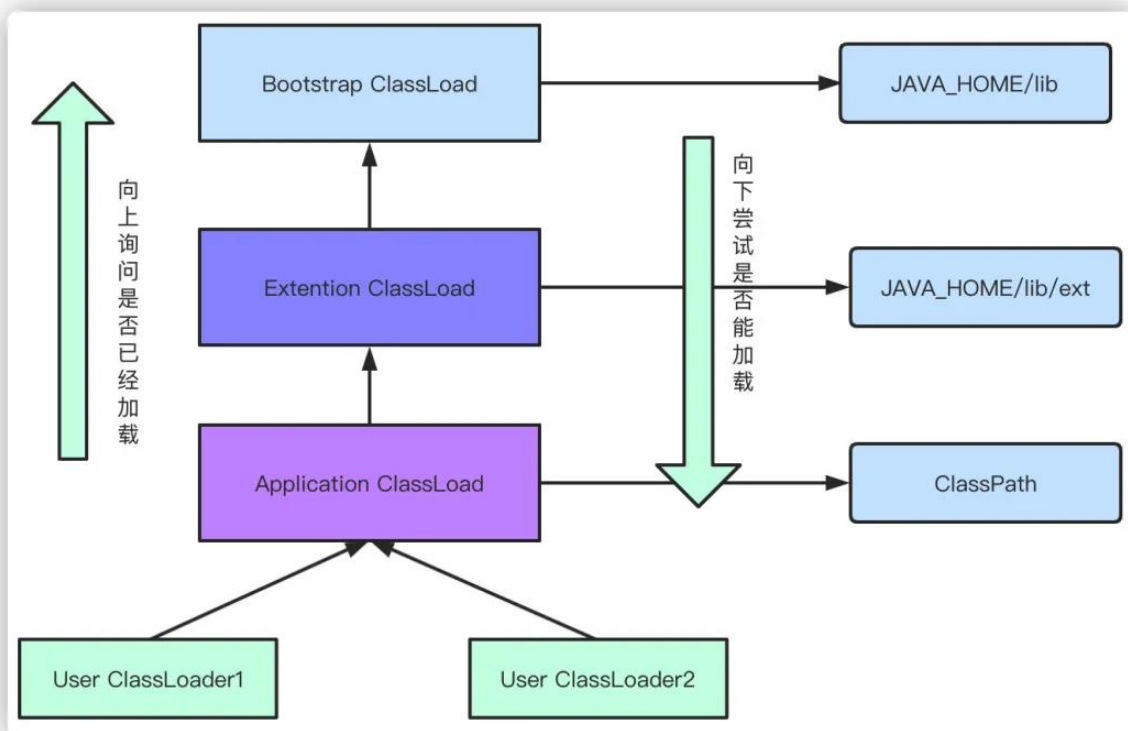 Bootstrap ClassLoad
JAVA_HOME/lib
向上询问是否已经加载
向下尝试是否能加载
Extention ClassLoad
JAVA_HOME/lib/ext
Application ClassLoad
ClassPath
User ClassLoader1
User ClassLoader2